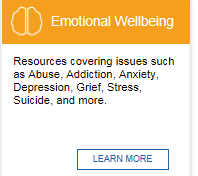 Emotional Wellbeing
Resources covering issues such
as Abuse, Addiction, Anxiety,
Depression, Grief, Stress,
Suicide, and more.
LEARN MORE